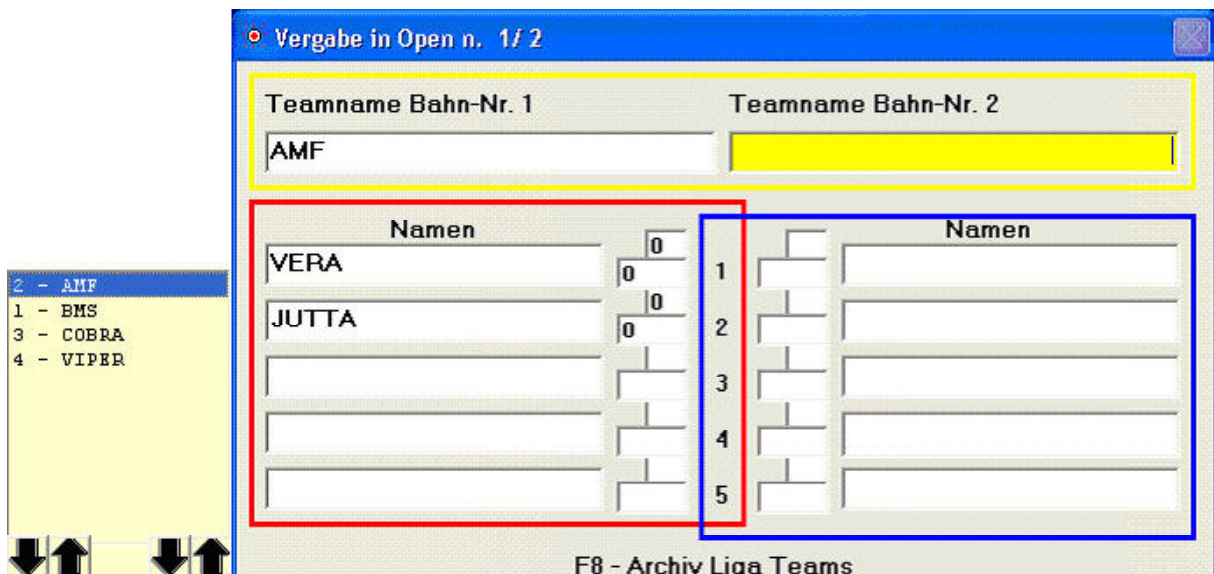 Vergabe in Open n. 1/ 2
Teamname Bahn-Nr. 1
Teamname Bahn-Nr. 2
AMF
Namen
Namen
VERA
0
0
1
JUTTA
0
0
2
3
4
5
2 - AMF
1 - BMS
3 - COBRA
4 - VIPER
F8 - Archiv Liga Teams